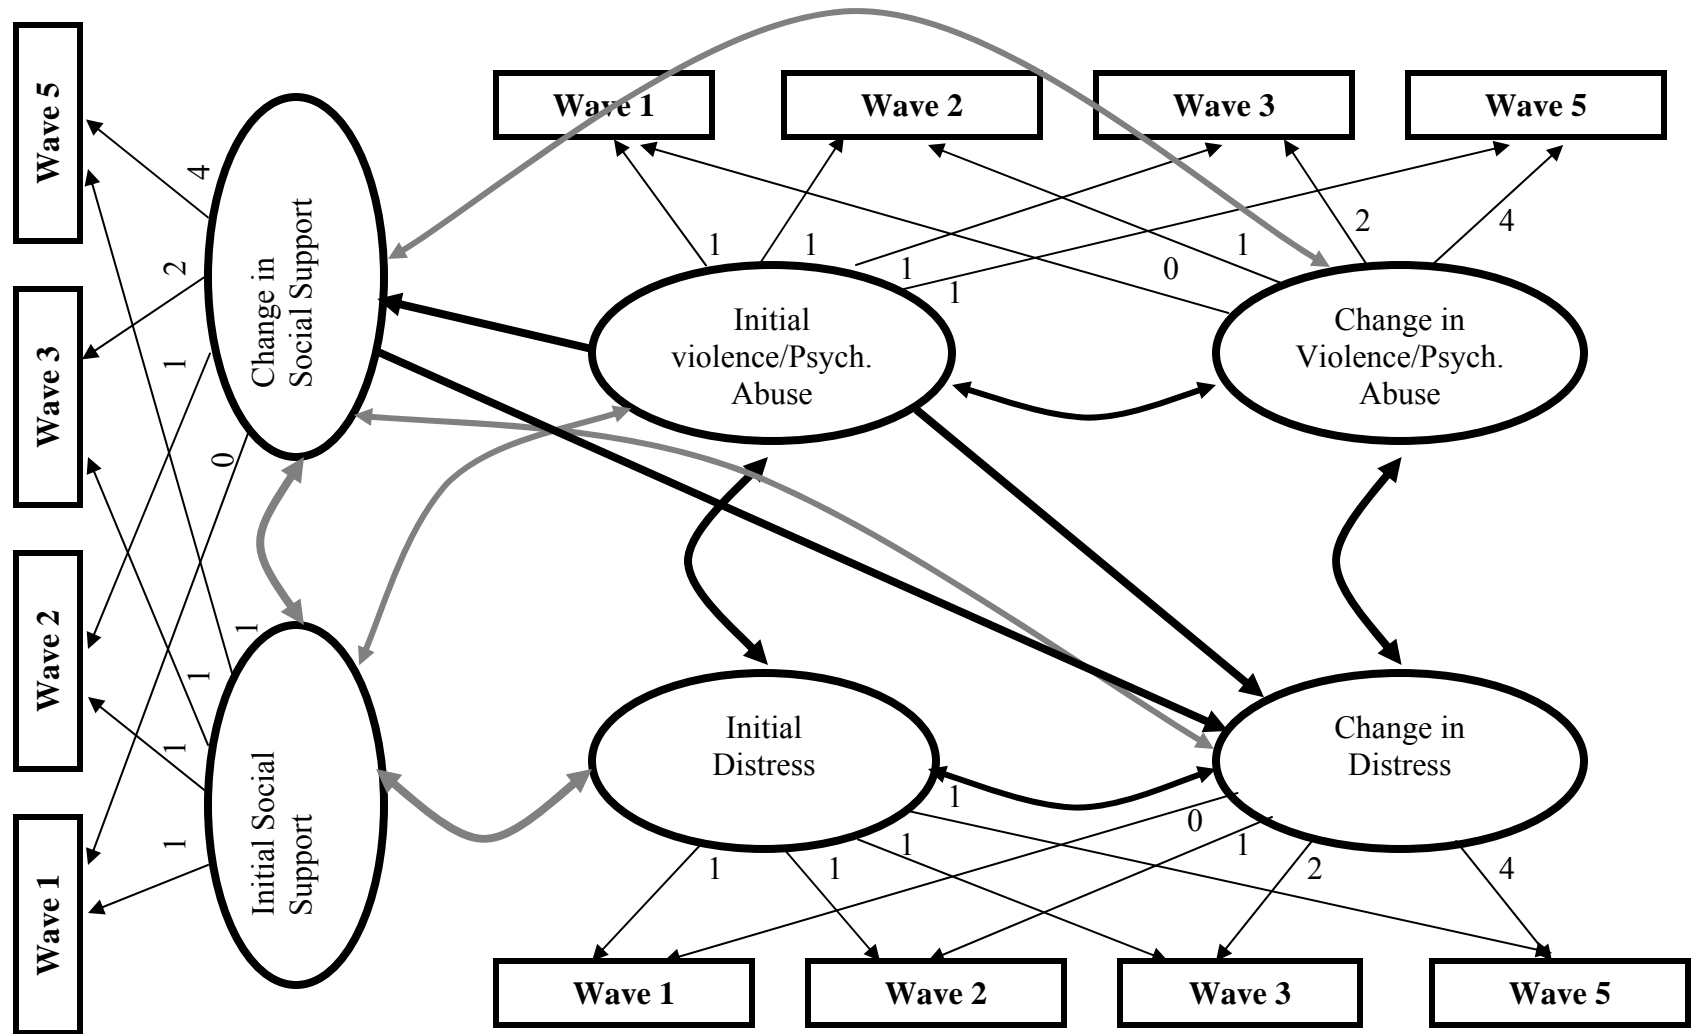 Wave 1
Wave 2
Wave 3
Wave 5
Wave 5
Wave 3
Wave 2
Wave 1
4
2
1
0
Change in
Social Support
1
1
1
1
Initial Social
Support
1
1
1
1
0
1
2
4
Initial
violence/Psych.
Abuse
Change in
Violence/Psych.
Abuse
Initial
Distress
Change in
Distress
1
1
1
1
0
1
2
4
Wave 1
Wave 2
Wave 3
Wave 5